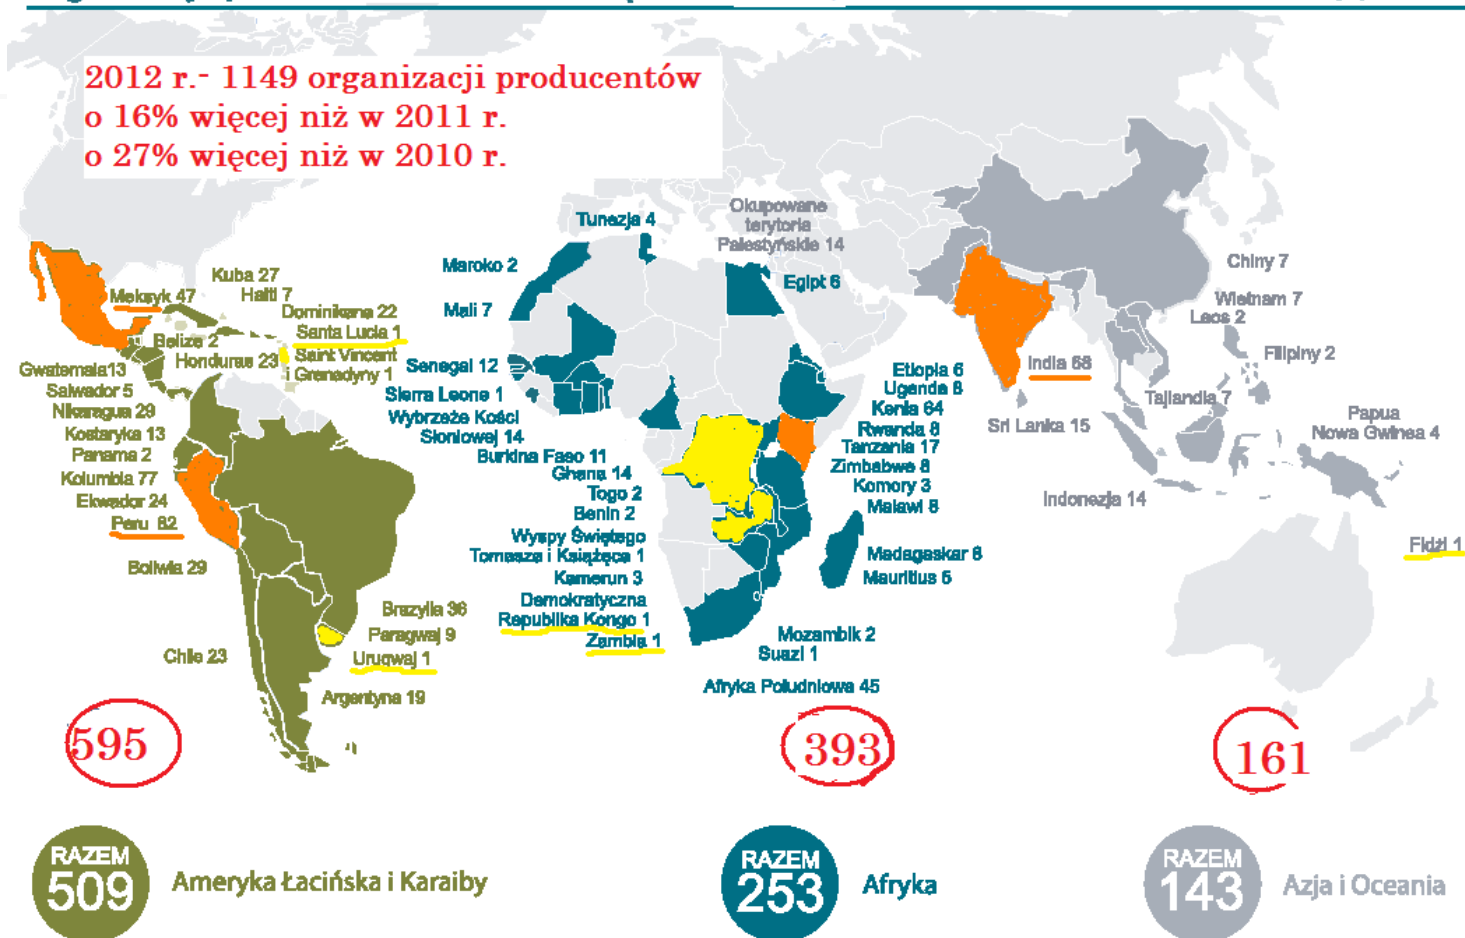 2012 r.- 1149 organizacji producentów
o 16% więcej niż w 2011 r.
o 27% więcej niż w 2010 r.
Kuba 27
Meksyk 47
Haiti 7
Dominikana 22
Santa Lucia 1
Belize 2
Honduras 23
Saint Vincent
i Grenadyny 1
Gwatemala13
Salwador 5
Nikaragua 29
Kostaryka 13
Panama 2
Kolumbia 77
Ekwador 24
Peru 62
Boliwia 29
Brazylia 36
Paragwaj 9
Urugwaj 1
Chile 23
Argentyna 19
Tunezja 4
Maroko 2
Mali 7
Egipt 6
Senegal 12
Sierra Leone 1
Wybrzeże Kości
Słoniowej 14
Burkina Faso 11
Ghana 14
Togo 2
Benin 2
Wyspy Świętego
Tomasza i Książęca 1
Kamerun 3
Demokratyczna
Republika Kongo 1
Zambia 1
Etiopia 6
Uganda 8
Kenia 64
Rwanda 8
Tanzania 17
Zimbabwe 8
Komory 3
Malawi 8
Madagaskar 6
Mauritius 5
Mozambik 2
Suazi 1
Afryka Południowa 45
Okupowane
terytoria
Palestyńskie 14
Chiny 7
Wietnam 7
Laos 2
Filipiny 2
India 68
Tajlandia 7
Sri Lanka 15
Papua
Nowa Gwinea 4
Indonezja 14
Fidżi 1
595
393
161
RAZEM
509
Ameryka Łacińska i Karaiby
RAZEM
253
Afryka
RAZEM
143
Azja i Oceania